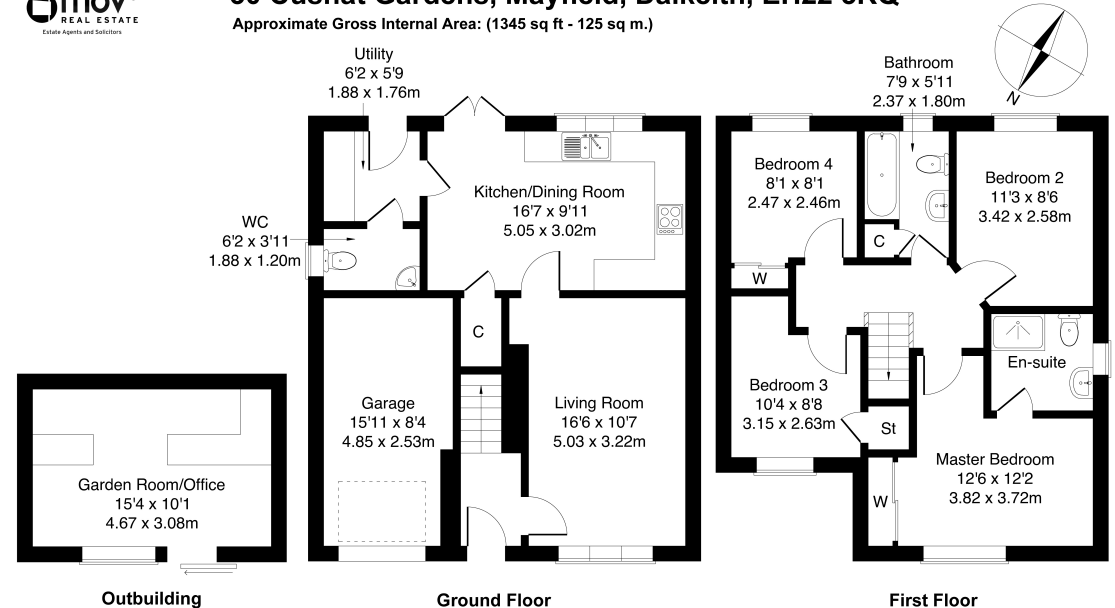 REAL ESTATE
Estate Agents and Solicitors
Approximate Gross Internal Area: (1345 sq ft - 125 sq m.)
Utility
6'2 x 5'9
1.88 x 1.76m
Bathroom
7'9 x 5'11
2.37 x 1.80m
N
Kitchen/Dining Room
16'7 x 9'11
5.05 x 3.02m
Bedroom 4
8'1 x 8'1
2.47 x 2.46m
Bedroom 2
11'3 x 8'6
3.42 x 2.58m
WC
6'2 x 3'11
1.88 x 1.20m
C
W
C
En-suite
Garage
15'11 x 8'4
4.85 x 2.53m
Living Room
16'6 x 10'7
5.03 x 3.22m
Bedroom 3
10'4 x 8'8
3.15 x 2.63m
St
Master Bedroom
12'6 x 12'2
3.82 x 3.72m
W
Garden Room/Office
15'4 x 10'1
4.67 x 3.08m
Outbuilding
Ground Floor
First Floor